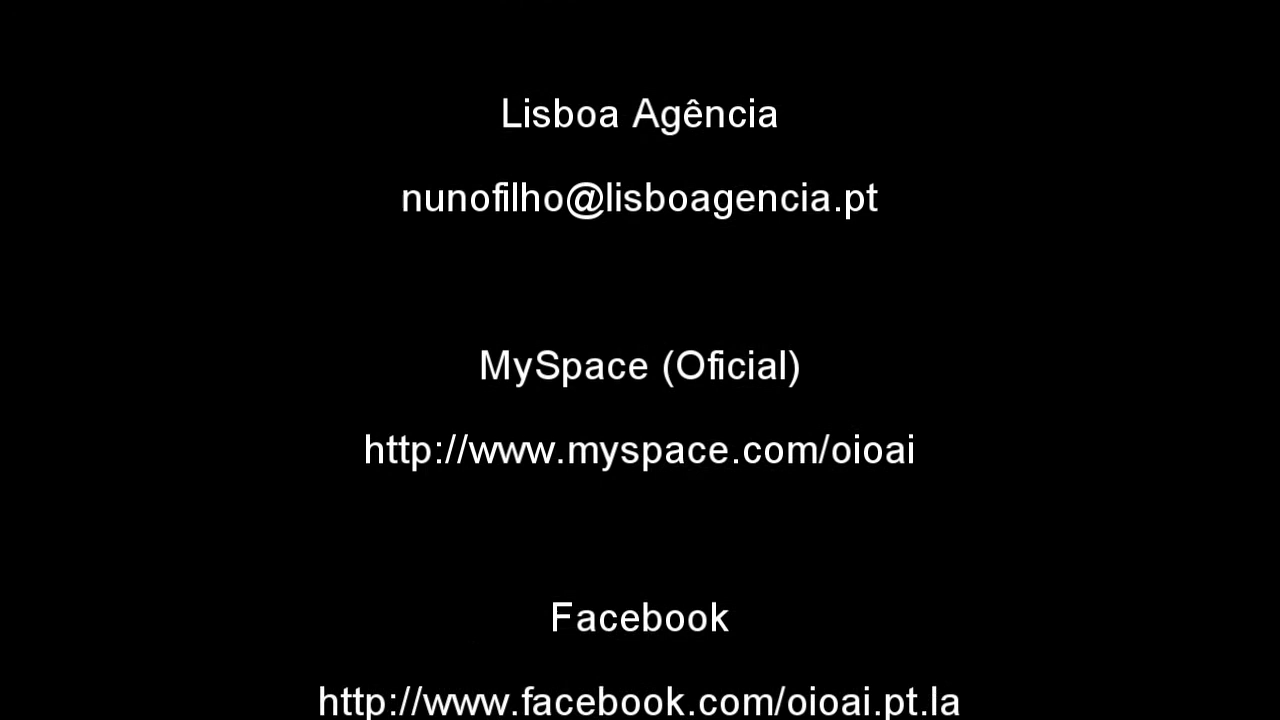 Lisboa Agência
nunofilho@lisboagencia.pt
MySpace (Oficial)
http://www.myspace.com/oioai
Facebook
http://www.facebook.com/oioai.pt.la